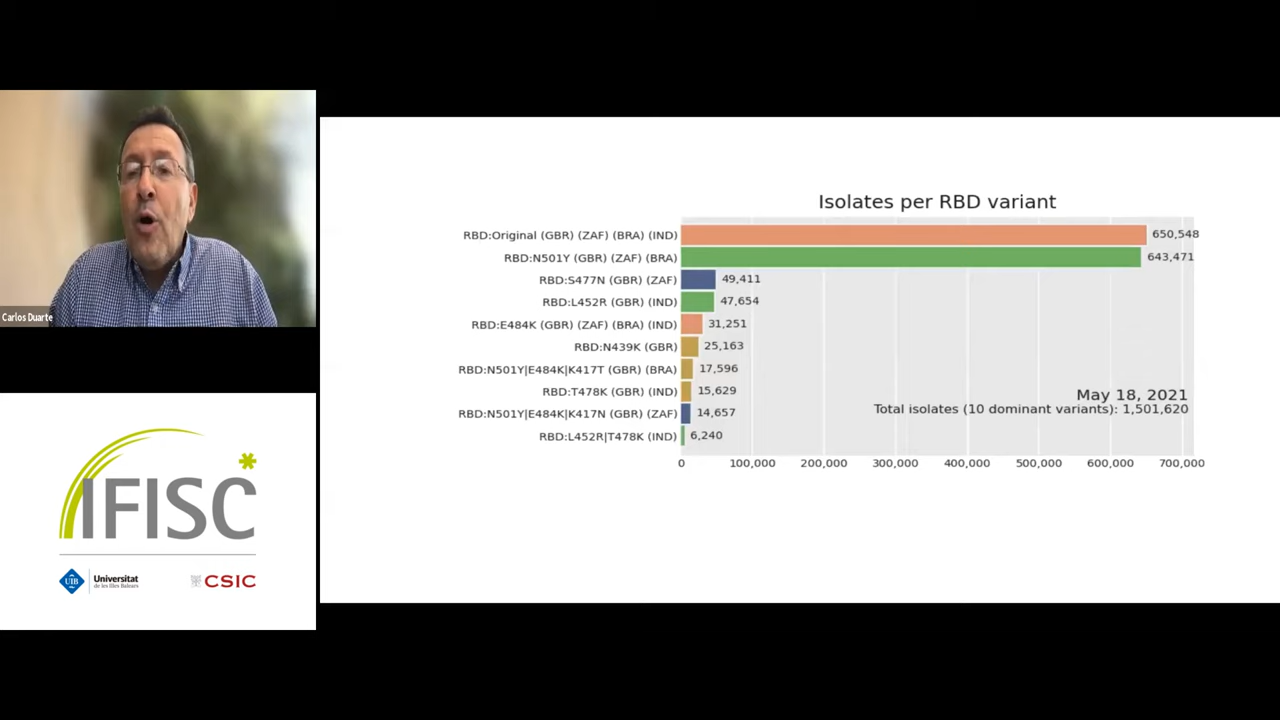 Carlos Duarte
IFISC
UIB
Universitat
de les Illes Balears
CSIC
Isolates per RBD variant
RBD:Original (GBR) (ZAF) (BRA) (IND) 650,548
RBD:N501Y (GBR) (ZAF) (BRA) 643,471
RBD:S477N (GBR) (ZAF) 49,411
RBD:L452R (GBR) (IND) 47,654
RBD:E484K (GBR) (ZAF) (BRA) (IND) 31,251
RBD:N439K (GBR) 25,163
RBD:N501Y|E484K|K417T (GBR) (BRA) 17,596
RBD:T478K (GBR) (IND) 15,629
RBD:N501Y|E484K|K417N (GBR) (ZAF) 14,657
RBD:L452R|T478K (IND) 6,240
May 18, 2021
Total isolates (10 dominant variants): 1,501,620
0 100,000 200,000 300,000 400,000 500,000 600,000 700,000